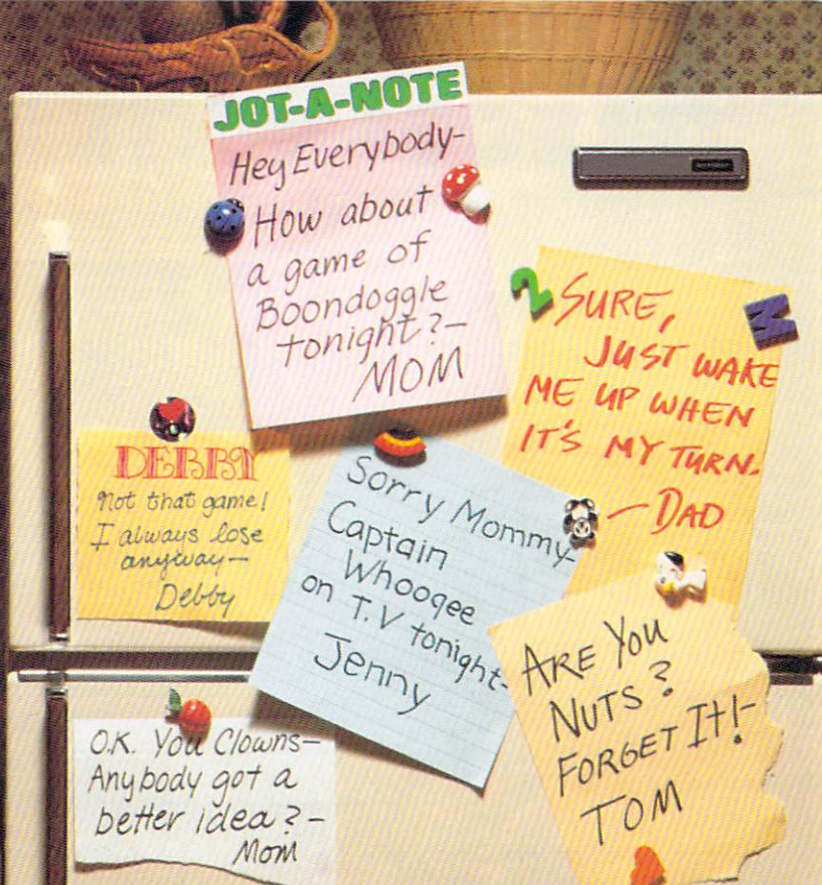 JOT-A-NOTE
Hey Everybody-
How about
a game of
Boondoggle
tonight?-
MOM
2
M
SURE,
JUST WAKE
ME UP WHEN
IT'S MY TURN.
—DAD
DEBBY
Not that game!
I always lose
anyway—
Debby
Sorry Mommy-
Captain
Whoogee
on T.V tonight-
Jenny
ARE YOU
NUTS?
FORGET IT!-
TOM
O.K. You Clowns—
Anybody got a
better idea?-
Mom